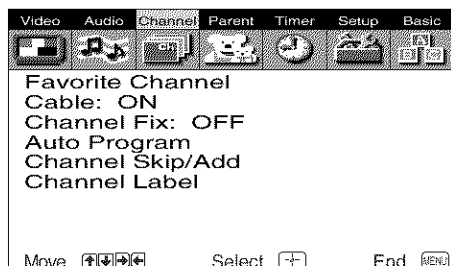 Video Audio Channel Parent Timer Setup Basic
CH A B C
Favorite Channel
Cable: ON
Channel Fix: OFF
Auto Program
Channel Skip/Add
Channel Label
Move Select End MENU